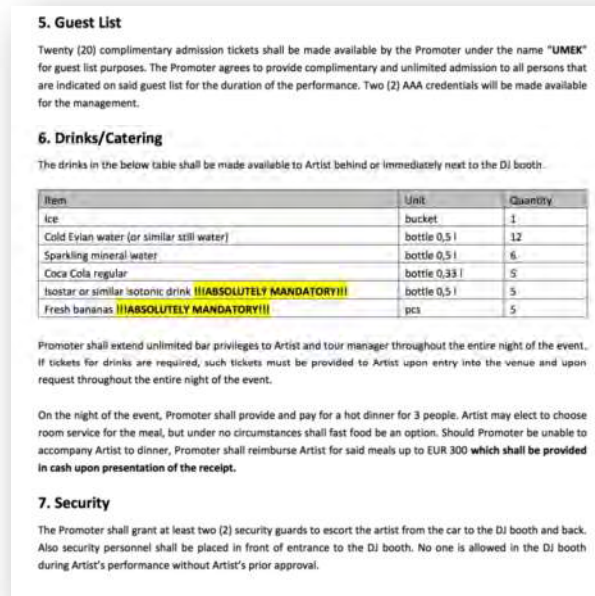 5. Guest List
Twenty (20) complimentary admission tickets shall be made available by the Promoter under the name "UMEK"
for guest list purposes. The Promoter agrees to provide complimentary and unlimited admission to all persons that
are indicated on said guest list for the duration of the performance. Two (2) AAA credentials will be made available
for the management.
6. Drinks/Catering
The drinks in the below table shall be made available to Artist behind or immediately next to the DJ booth.
Item Unit Quantity
Ice bucket 1
Cold Evian water (or similar still water) bottle 0,5 l 12
Sparkling mineral water bottle 0,5 l 6
Coca Cola regular bottle 0,33 l 5
Isostar or similar isotonic drink !!!ABSOLUTELY MANDATORY!!! bottle 0,5 l 5
Fresh bananas !!!ABSOLUTELY MANDATORY!!! pcs 5
Promoter shall extend unlimited bar privileges to Artist and tour manager throughout the entire night of the event.
If tickets for drinks are required, such tickets must be provided to Artist upon entry into the venue and upon
request throughout the entire night of the event.
On the night of the event, Promoter shall provide and pay for a hot dinner for 3 people. Artist may elect to choose
room service for the meal, but under no circumstances shall fast food be an option. Should Promoter be unable to
accompany Artist to dinner, Promoter shall reimburse Artist for said meals up to EUR 300 which shall be provided
in cash upon presentation of the receipt.
7. Security
The Promoter shall grant at least two (2) security guards to escort the artist from the car to the DJ booth and back.
Also security personnel shall be placed in front of entrance to the DJ booth. No one is allowed in the DJ booth
during Artist's performance without Artist's prior approval.